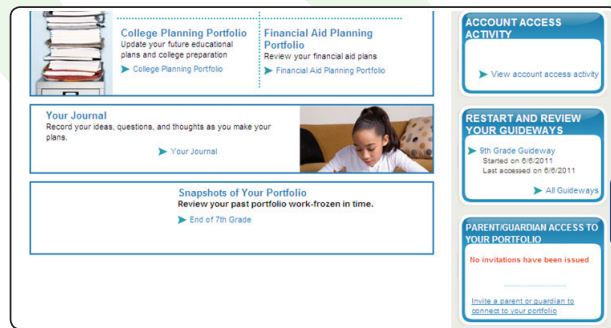 College Planning Portfolio
Update your future educational
plans and college preparation
College Planning Portfolio
Financial Aid Planning
Portfolio
Review your financial aid plans
Financial Aid Planning Portfolio
Your Journal
Record your ideas, questions, and thoughts as you make your
plans.
Your Journal
Snapshots of Your Portfolio
Review your past portfolio work-frozen in time.
End of 7th Grade
ACCOUNT ACCESS
ACTIVITY
View account access activity
RESTART AND REVIEW
YOUR GUIDEWAYS
9th Grade Guideway
Started on 6/6/2011
Last accessed on 6/6/2011
All Guideways
PARENT/GUARDIAN ACCESS TO
YOUR PORTFOLIO
No invitations have been issued
Invite a parent or guardian to
connect to your portfolio